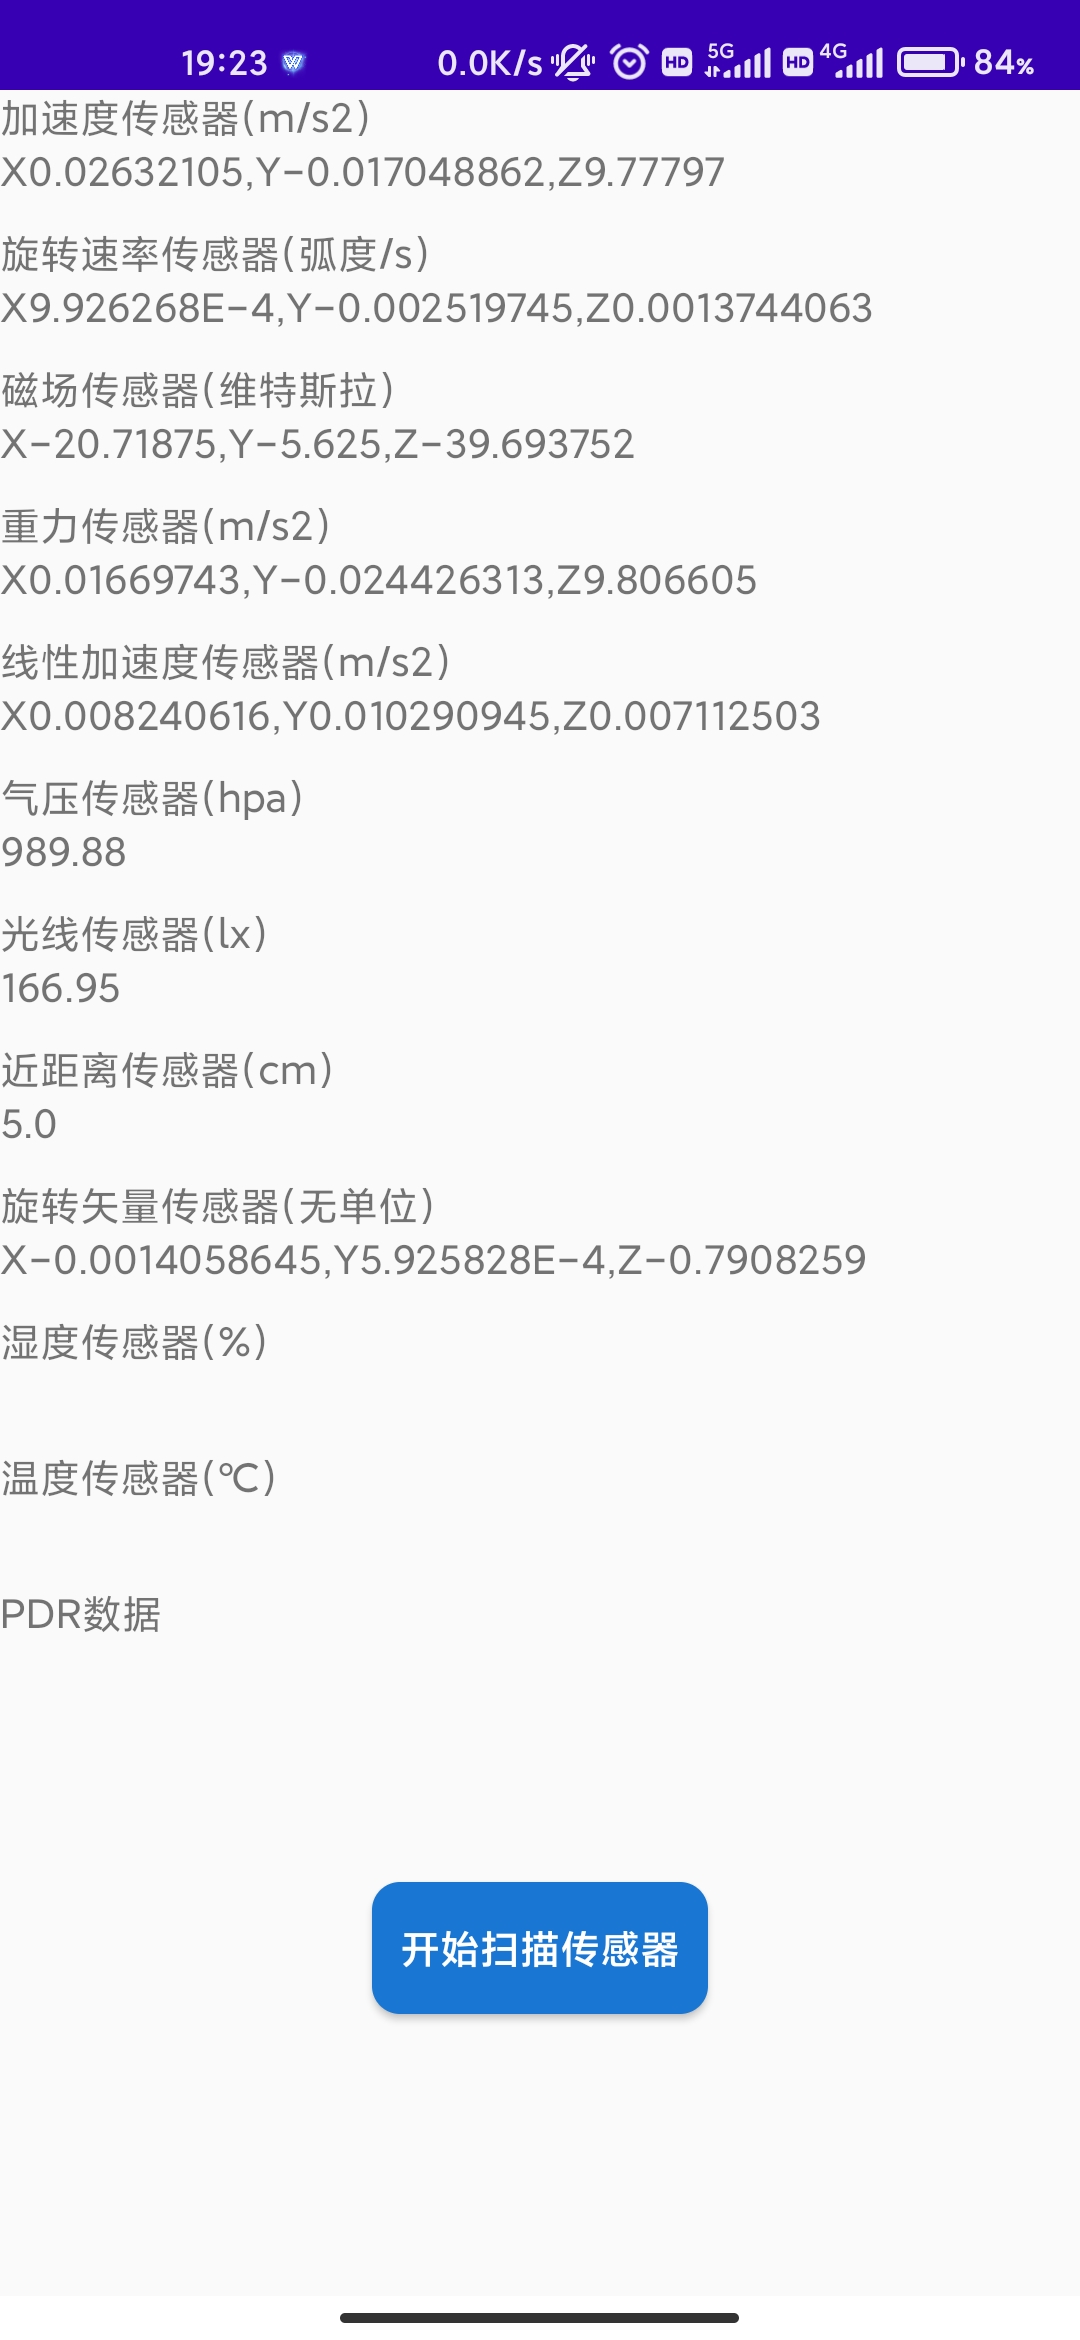 19:23 0.0K/s HD 5G HD 4G 84%
加速度传感器(m/s2)
X0.02632105,Y-0.017048862,Z9.77797
旋转速率传感器(弧度/s)
X9.926268E-4,Y-0.002519745,Z0.0013744063
磁场传感器(维特斯拉)
X-20.71875,Y-5.625,Z-39.693752
重力传感器(m/s2)
X0.01669743,Y-0.024426313,Z9.806605
线性加速度传感器(m/s2)
X0.008240616,Y0.010290945,Z0.007112503
气压传感器(hpa)
989.88
光线传感器(lx)
166.95
近距离传感器(cm)
5.0
旋转矢量传感器(无单位)
X-0.0014058645,Y5.925828E-4,Z-0.7908259
湿度传感器(%)
温度传感器(℃)
PDR数据
开始扫描传感器